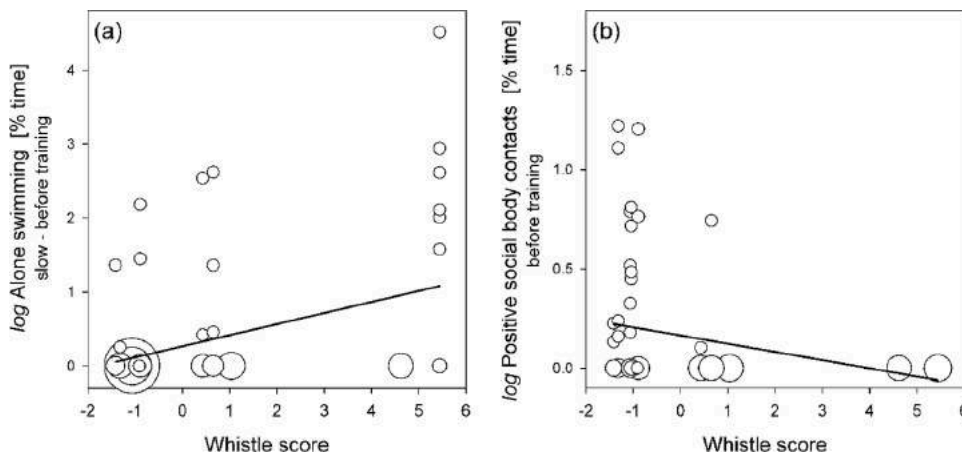 (a)
log Alone swimming [% time]
slow - before training
4
3
2
1
0
-2 -1 0 1 2 3 4 5 6
Whistle score
(b)
log Positive social body contacts [% time]
before training
1.5
1.0
0.5
0.0
-2 -1 0 1 2 3 4 5 6
Whistle score